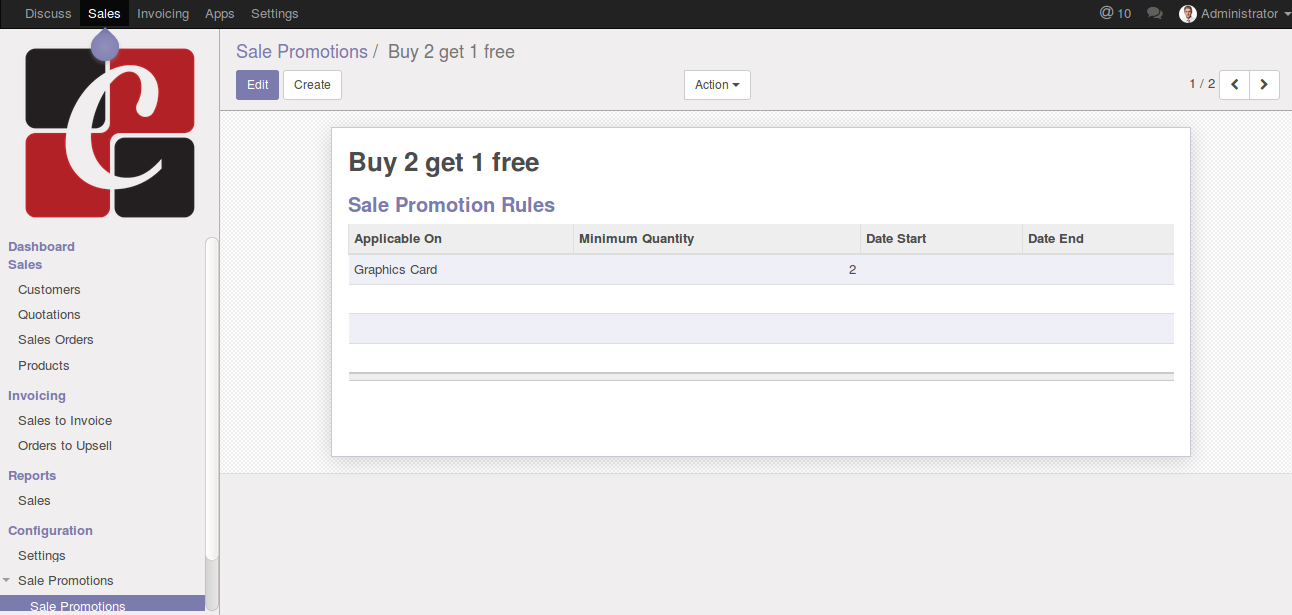 Discuss Sales Invoicing Apps Settings @ 10 Administrator
Sale Promotions / Buy 2 get 1 free
Edit Create Action 1 / 2
C
Buy 2 get 1 free
Sale Promotion Rules
Applicable On Minimum Quantity Date Start Date End
Graphics Card 2
Dashboard
Sales
Customers
Quotations
Sales Orders
Products
Invoicing
Sales to Invoice
Orders to Upsell
Reports
Sales
Configuration
Settings
Sale Promotions
Sale Promotions